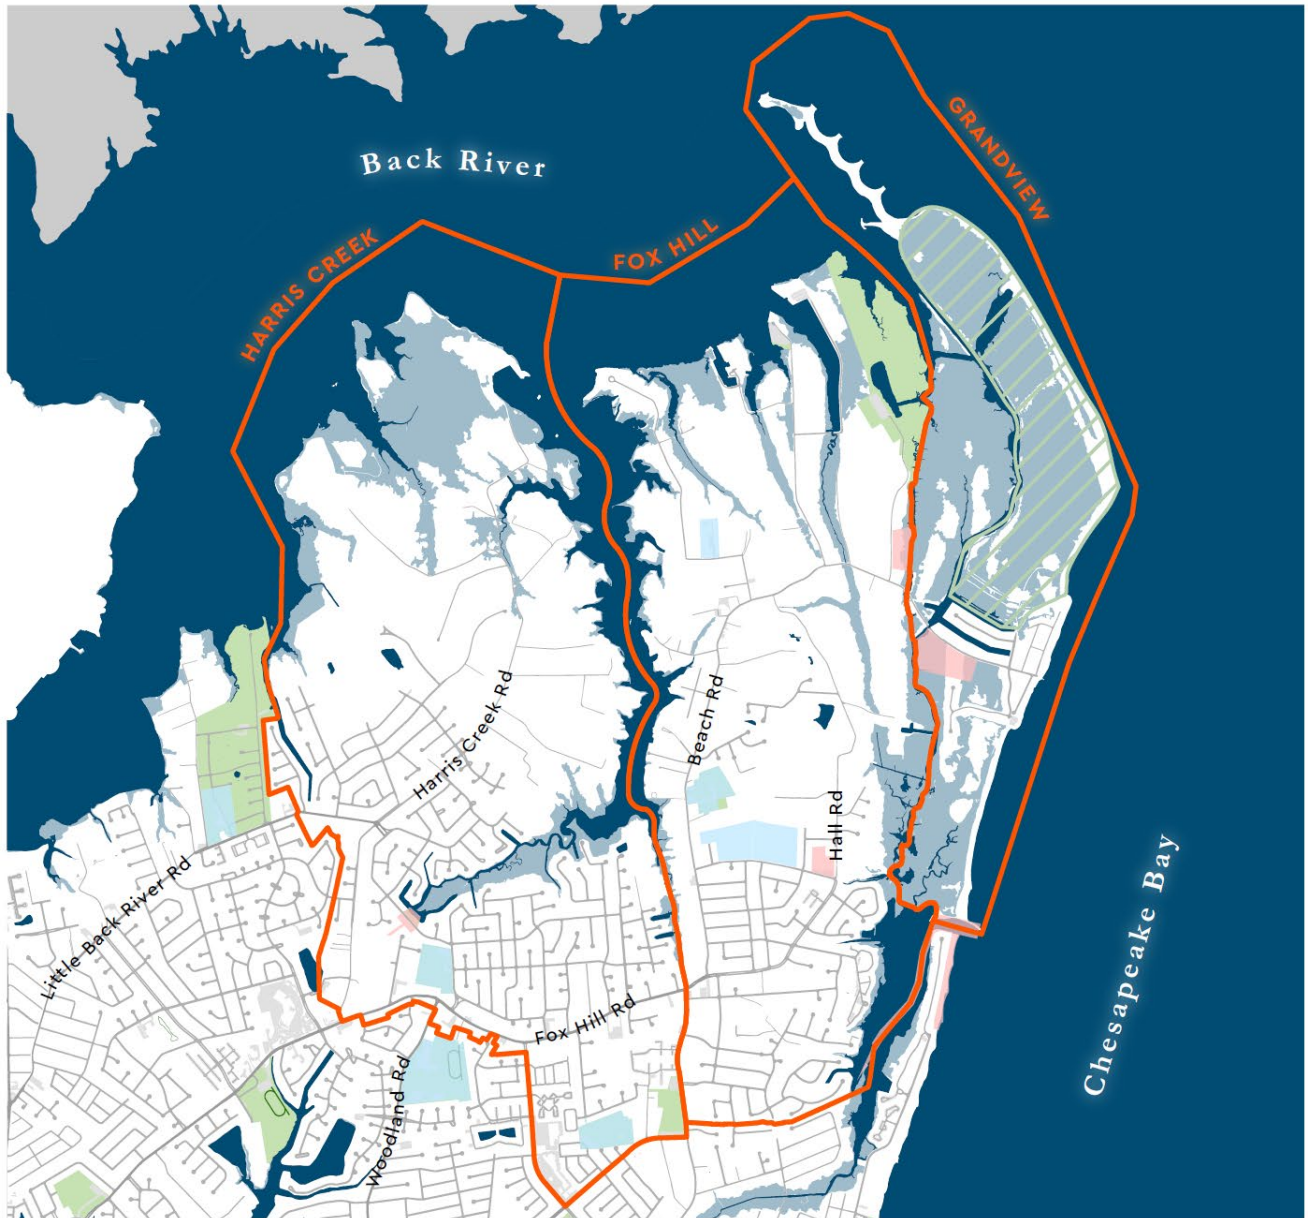 GRANDVIEW
Back River
FOX HILL
HARRIS CREEK
Harris Creek Rd
Beach Rd
Hall Rd
Little Back River Rd
Chesapeake Bay
Fox Hill Rd
Woodland Rd